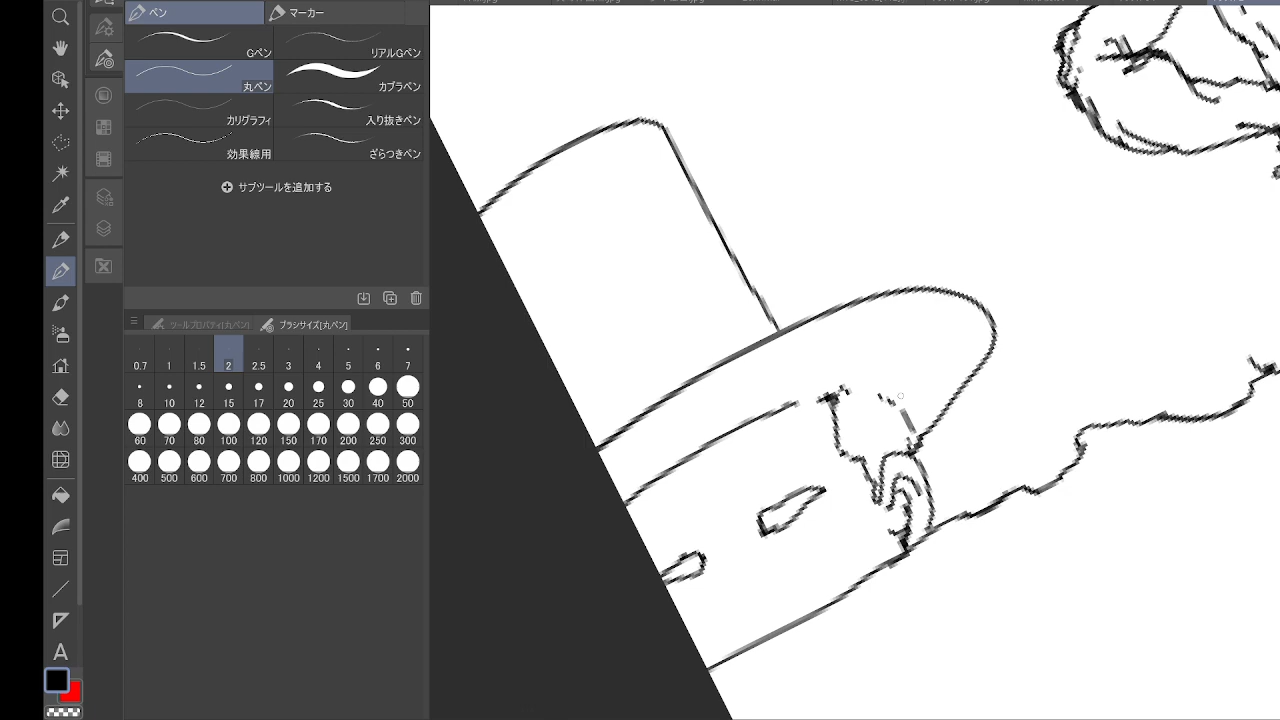 ペン マーカー
Gペン リアルGペン
丸ペン カブラペン
カリグラフィ 入り抜きペン
効果線用 ざらつきペン
サブツールを追加する
ツールプロパティ[丸ペン] ブラシサイズ[丸ペン]
0.7 1 1.5 2 2.5 3 4 5 6 7
8 10 12 15 17 20 25 30 40 50
60 70 80 100 120 150 170 200 250 300
400 500 600 700 800 1000 1200 1500 1700 2000